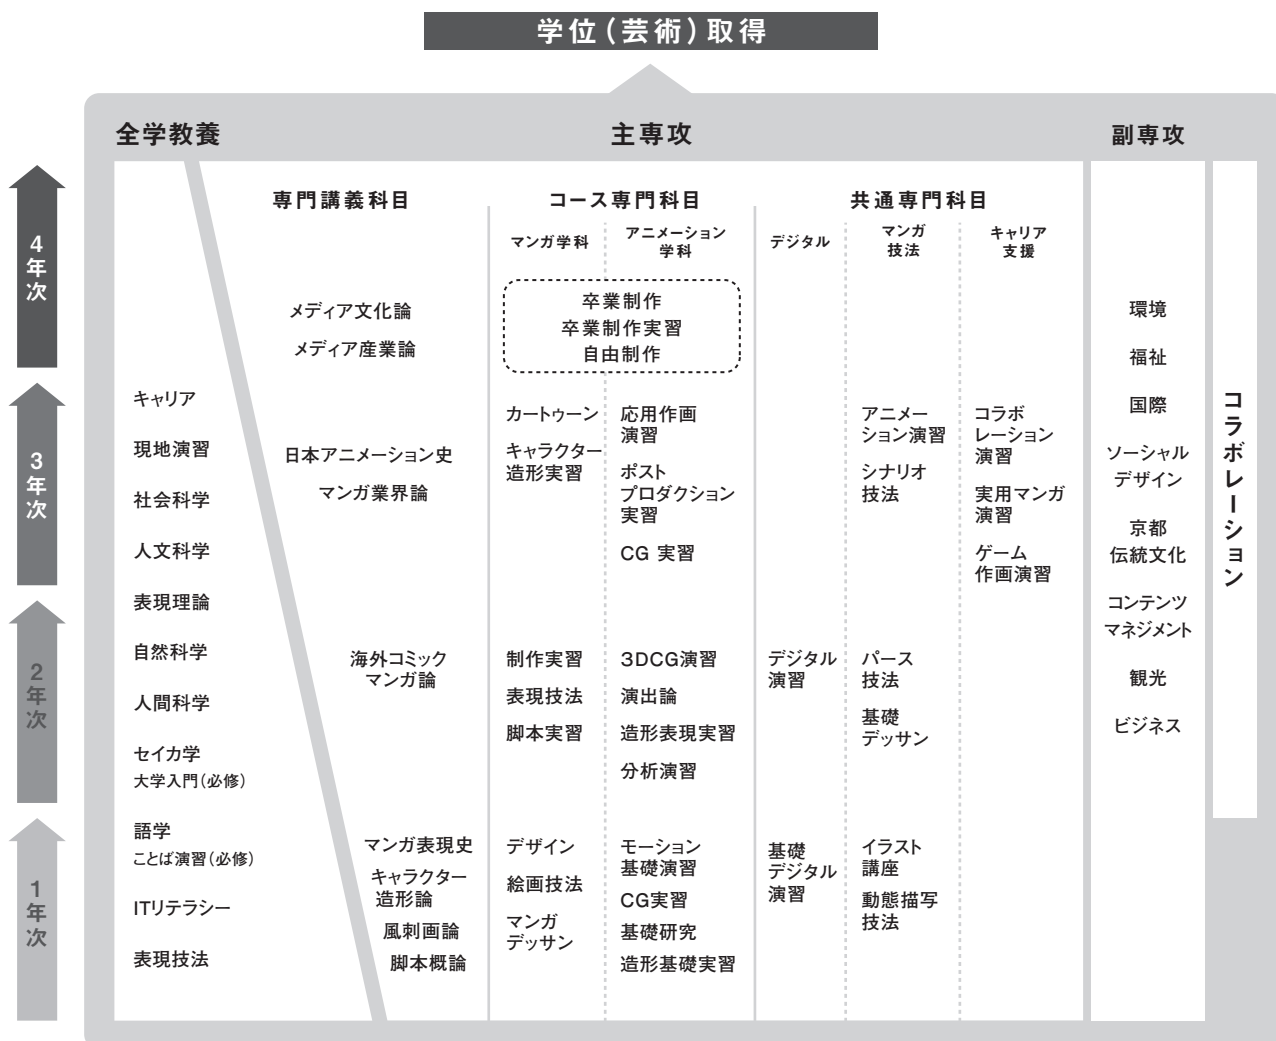 学位（芸術）取得
全学教養
主専攻
副専攻
4年次
3年次
2年次
1年次
キャリア
現地演習
社会科学
人文科学
表現理論
自然科学
人間科学
セイカ学
大学入門（必修）
語学
ことば演習（必修）
ITリテラシー
表現技法
専門講義科目
メディア文化論
メディア産業論
日本アニメーション史
マンガ業界論
海外コミック
マンガ論
マンガ表現史
キャラクター
造形論
風刺画論
脚本概論
コース専門科目
マンガ学科
アニメーション
学科
卒業制作
卒業制作実習
自由制作
カートゥーン
キャラクター
造形実習
制作実習
表現技法
脚本実習
デザイン
絵画技法
マンガ
デッサン
応用作画
演習
ポスト
プロダクション
実習
CG 実習
3DCG演習
演出論
造形表現実習
分析演習
モーション
基礎演習
CG実習
基礎研究
造形基礎実習
共通専門科目
デジタル
マンガ
技法
キャリア
支援
デジタル
演習
基礎
デジタル
演習
アニメー
ション演習
シナリオ
技法
パース
技法
基礎
デッサン
イラスト
講座
動態描写
技法
コラボ
レーション
演習
実用マンガ
演習
ゲーム
作画演習
環境
福祉
国際
ソーシャル
デザイン
京都
伝統文化
コンテンツ
マネジメント
観光
ビジネス
コラボレーション